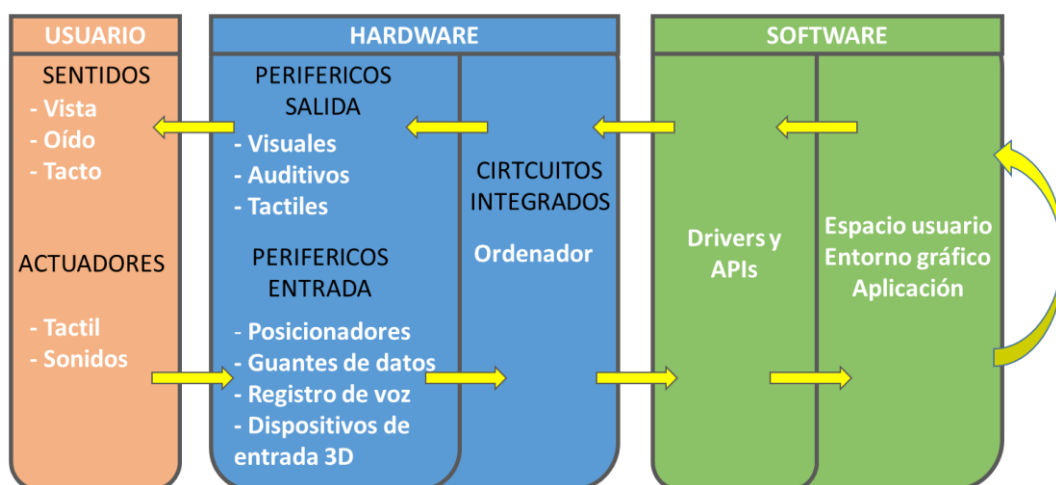 USUARIO
SENTIDOS
- Vista
- Oído
- Tacto
ACTUADORES
- Tactil
- Sonidos
HARDWARE
PERIFERICOS
SALIDA
- Visuales
- Auditivos
- Tactiles
PERIFERICOS
ENTRADA
- Posicionadores
- Guantes de datos
- Registro de voz
- Dispositivos de
entrada 3D
CIRTCUITOS
INTEGRADOS
Ordenador
SOFTWARE
Drivers y
APIs
Espacio usuario
Entorno gráfico
Aplicación